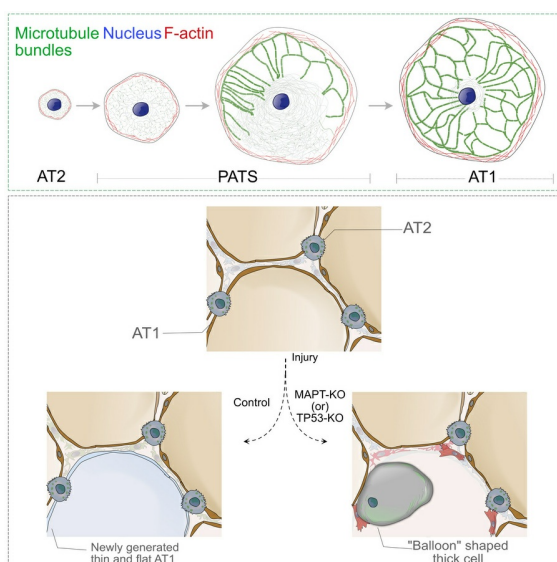 Microtubule Nucleus F-actin
bundles
AT2
PATS
AT1
AT2
AT1
Injury
Control
MAPT-KO
(or)
TP53-KO
Newly generated
thin and flat AT1
"Balloon" shaped
thick cell